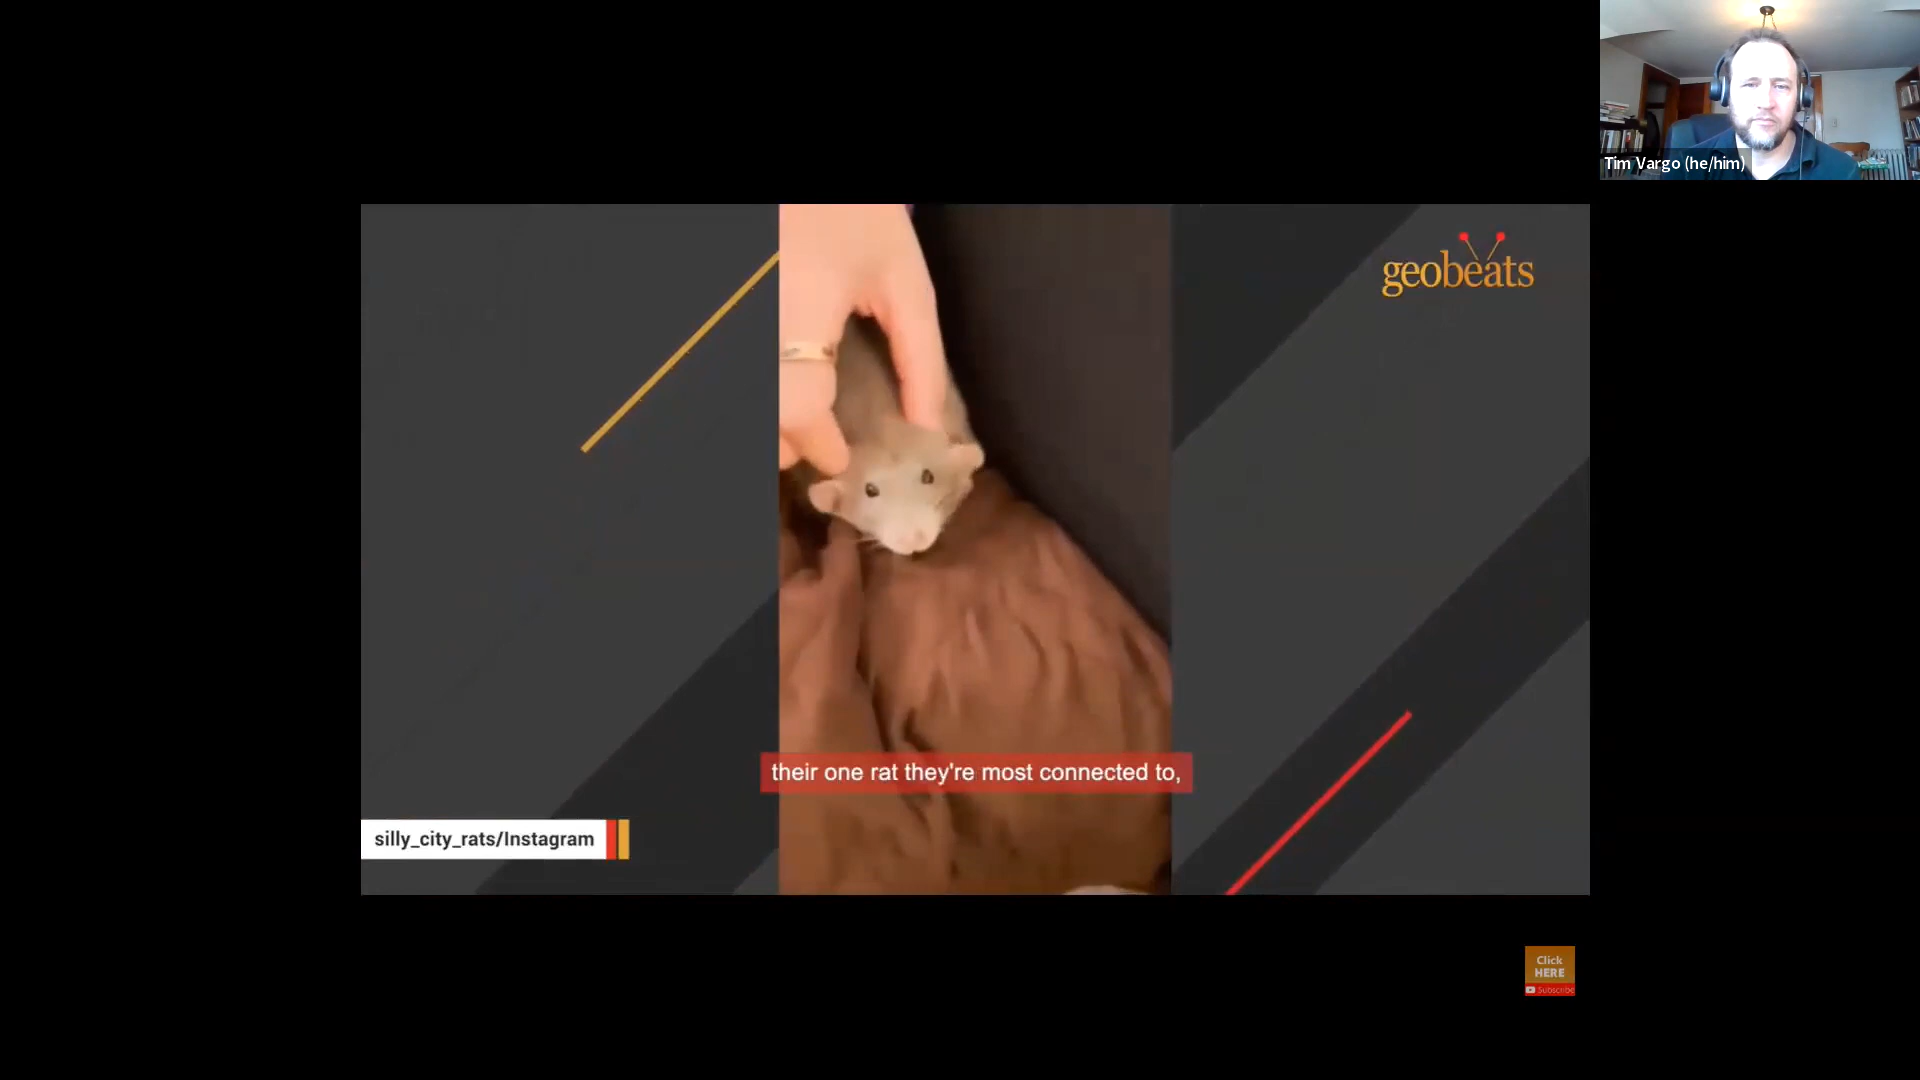 Tim Vargo (he/him)
geobeats
their one rat they're most connected to,
silly_city_rats/Instagram
Click
HERE
Subscribe